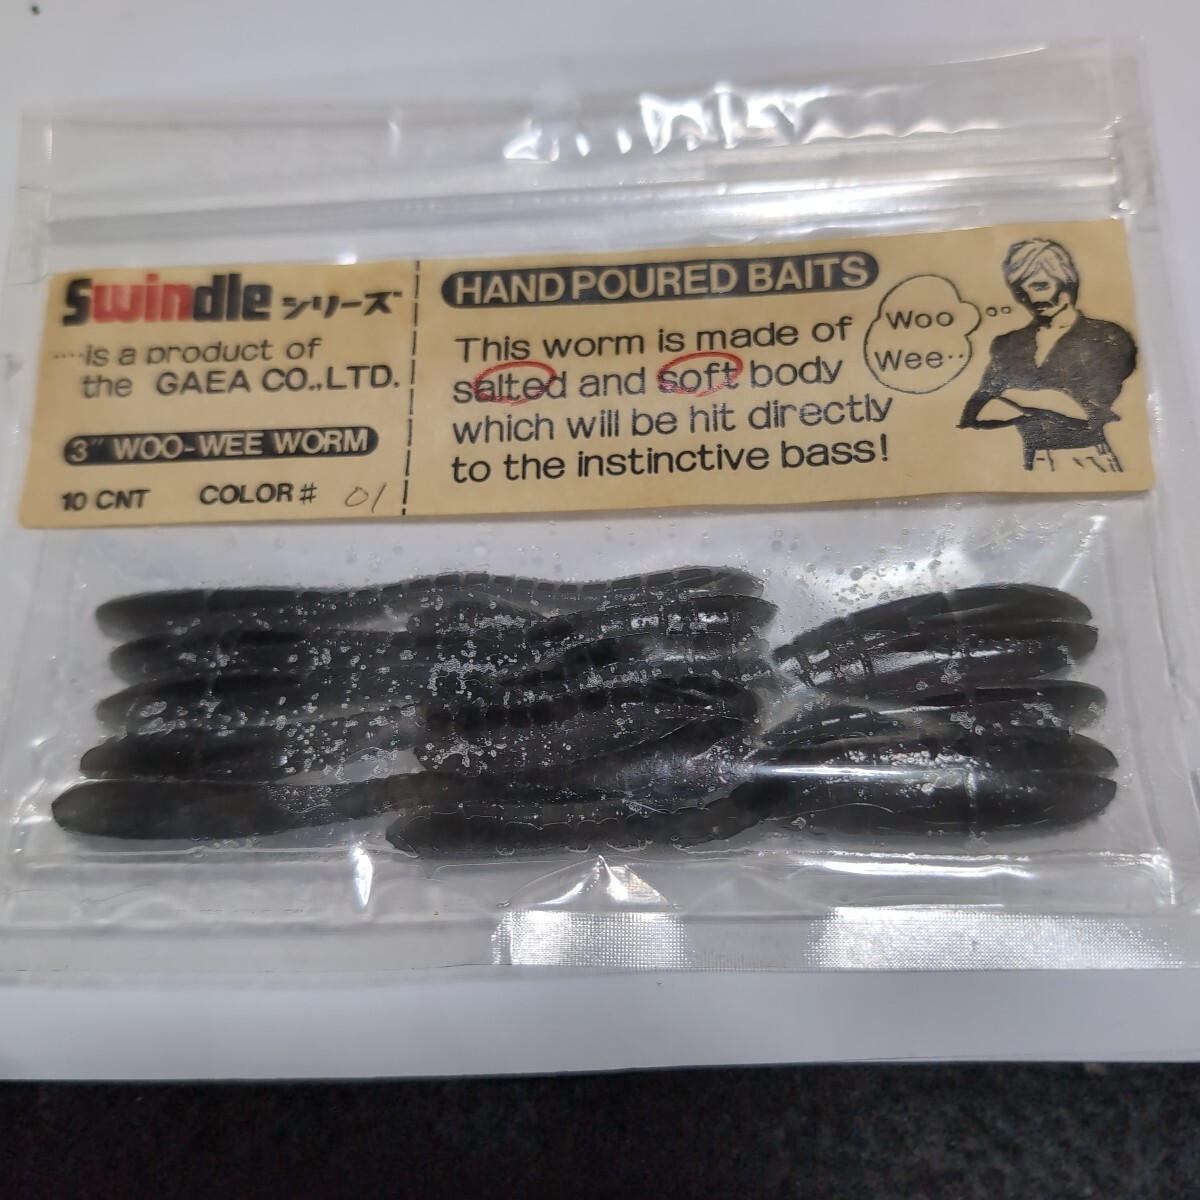 Swindle シリーズ
....is a product of
the GAEA CO.,LTD.
3" WOO-WEE WORM
10 CNT COLOR# 01
HAND POURED BAITS
This worm is made of
salted and soft body
which will be hit directly
to the instinctive bass!
Woo
Wee..